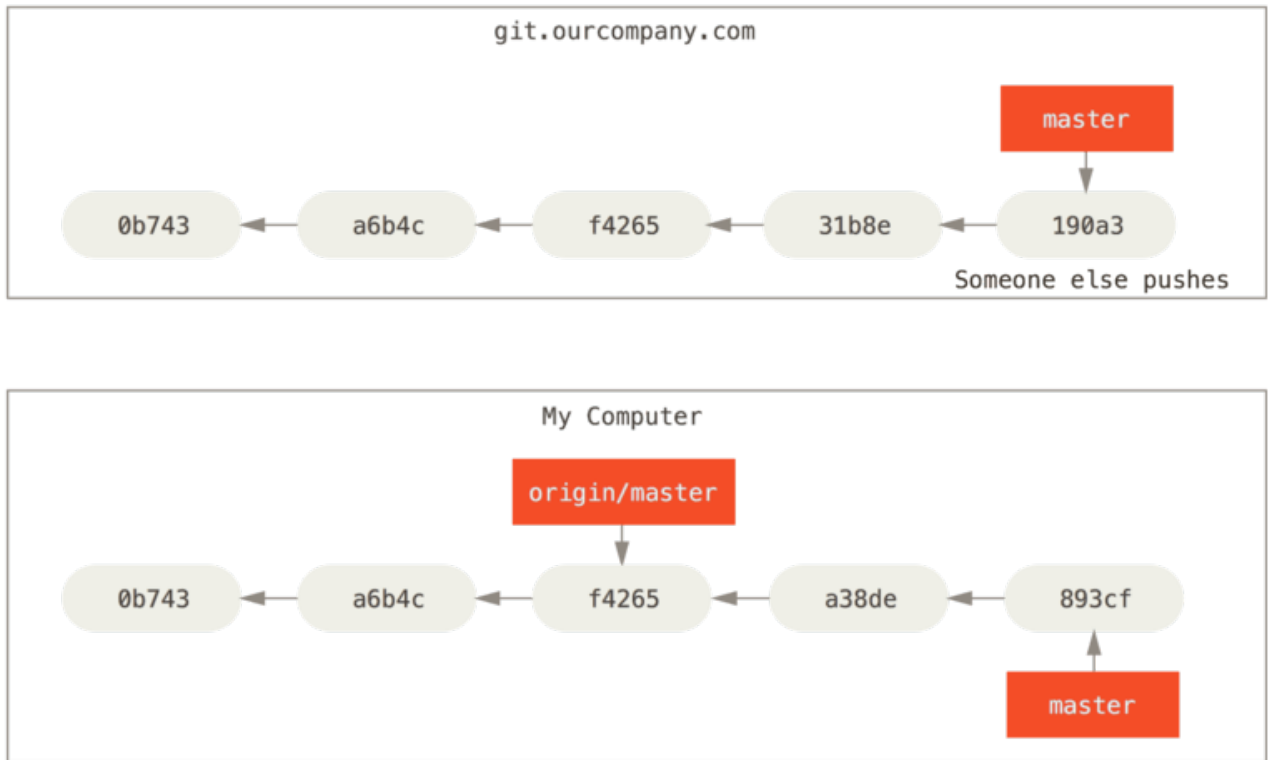 git.ourcompany.com
master
0b743 a6b4c f4265 31b8e 190a3
Someone else pushes
My Computer
origin/master
0b743 a6b4c f4265 a38de 893cf
master